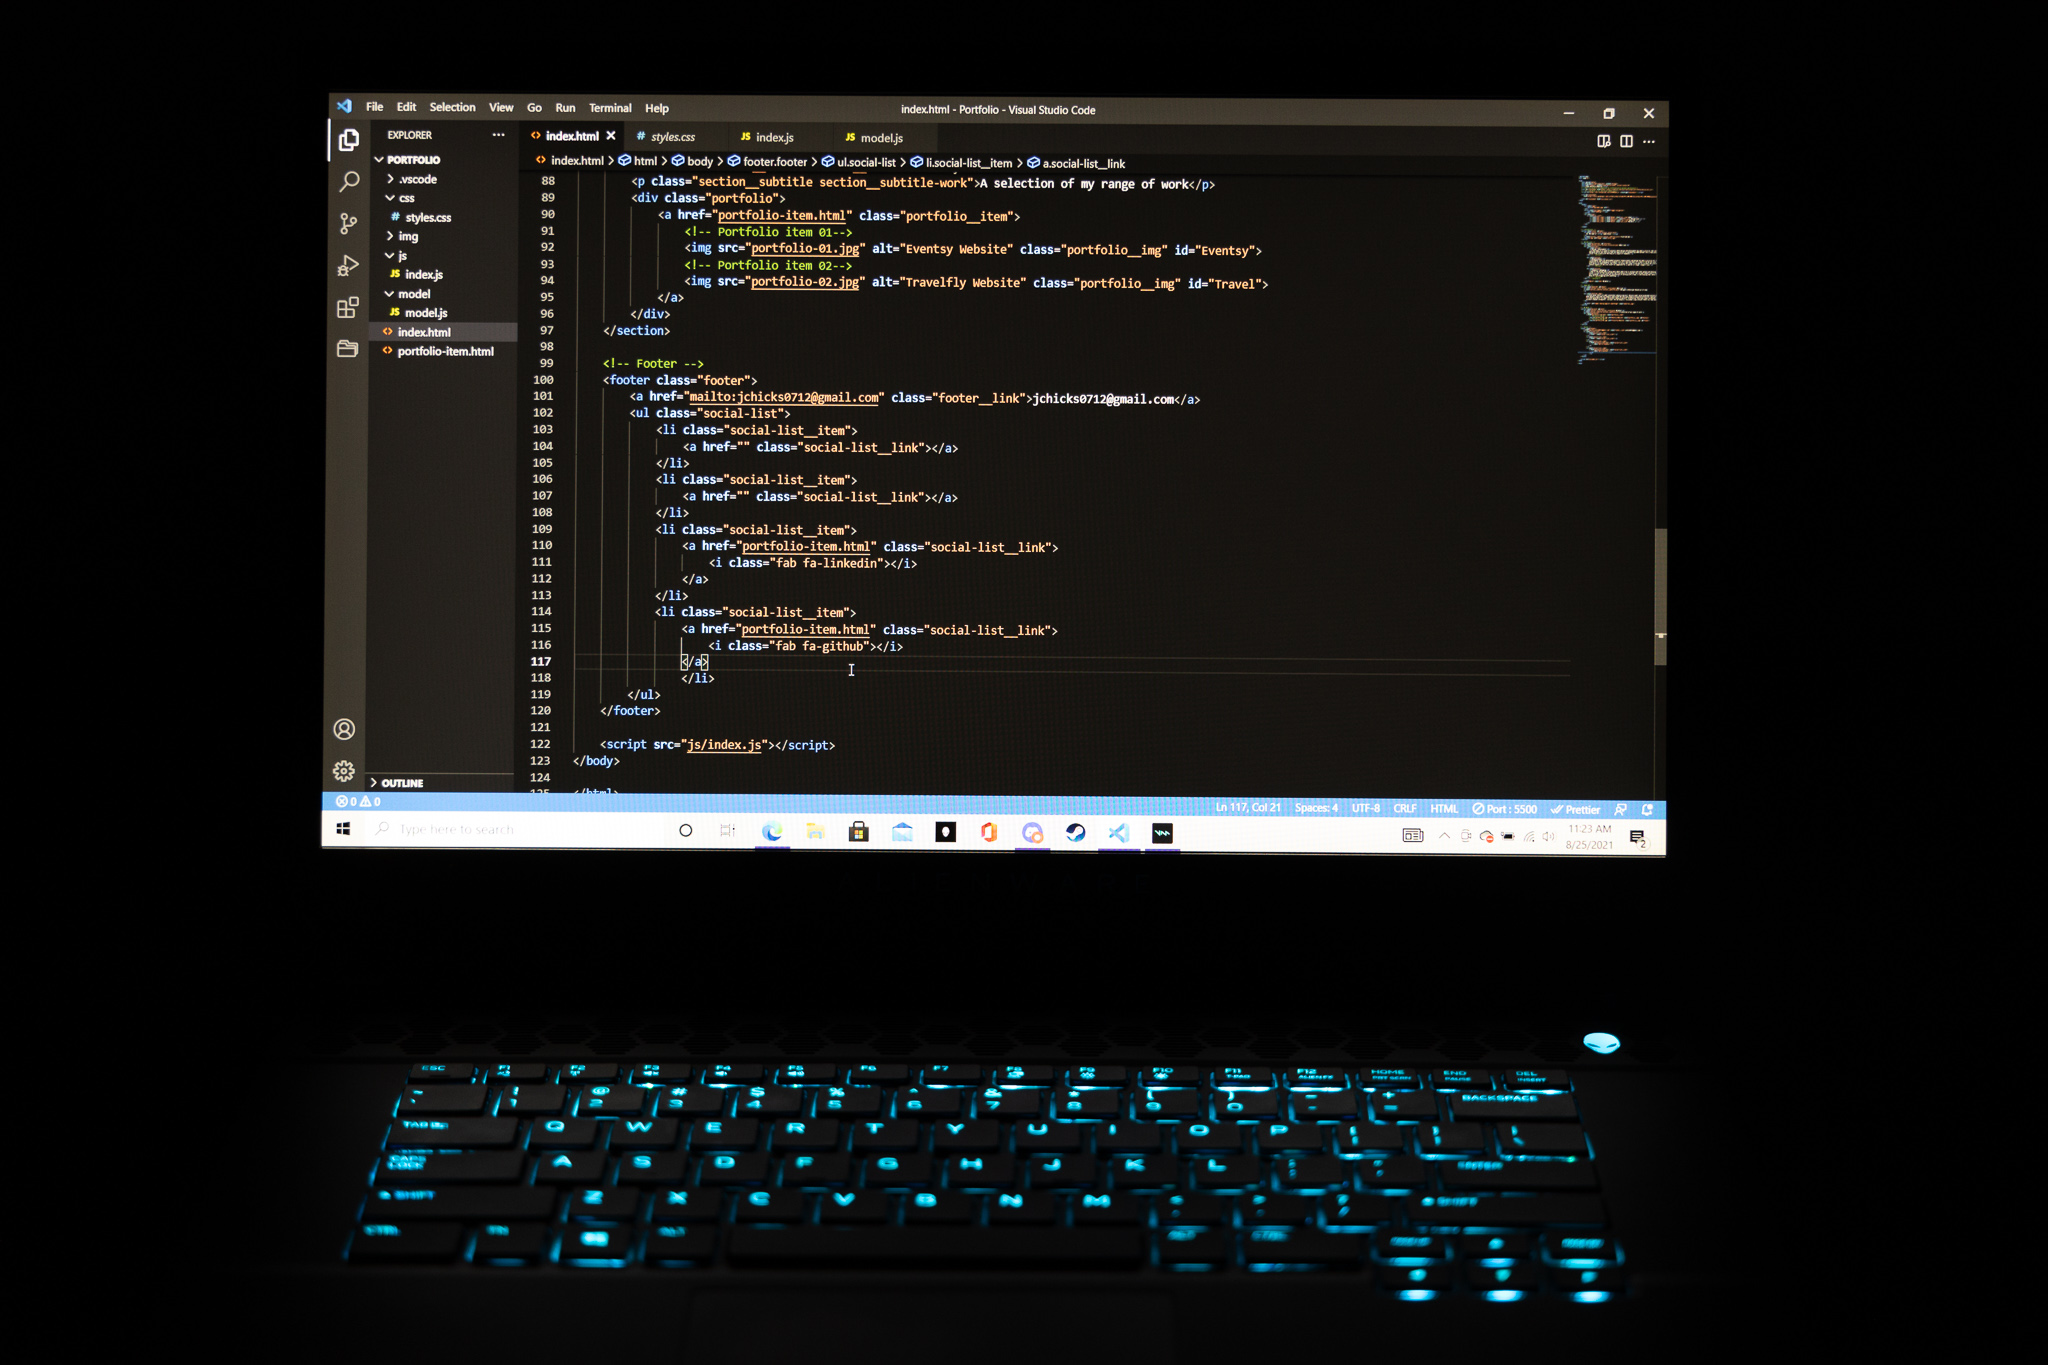 File Edit Selection View Go Run Terminal Help
index.html - Portfolio - Visual Studio Code
EXPLORER
index.html styles.css JS index.js JS model.js
PORTFOLIO
index.html > html > body > footer.footer > ul.social-list > li.social-list__item > a.social-list__link
.vscode
css
# styles.css
img
js
JS index.js
model
JS model.js
index.html
portfolio-item.html
OUTLINE
88 <p class="section__subtitle section__subtitle-work">A selection of my range of work</p>
89 <div class="portfolio">
90 <a href="portfolio-item.html" class="portfolio__item">
91 <!-- Portfolio item 01-->
92 <img src="portfolio-01.jpg" alt="Eventsy Website" class="portfolio__img" id="Eventsy">
93 <!-- Portfolio item 02-->
94 <img src="portfolio-02.jpg" alt="Travelfly Website" class="portfolio__img" id="Travel">
95 </a>
96 </div>
97 </section>
98
99 <!-- Footer -->
100 <footer class="footer">
101 <a href="mailto:jchicks0712@gmail.com" class="footer__link">jchicks0712@gmail.com</a>
102 <ul class="social-list">
103 <li class="social-list__item">
104 <a href="" class="social-list__link"></a>
105 </li>
106 <li class="social-list__item">
107 <a href="" class="social-list__link"></a>
108 </li>
109 <li class="social-list__item">
110 <a href="portfolio-item.html" class="social-list__link">
111 <i class="fab fa-linkedin"></i>
112 </a>
113 </li>
114 <li class="social-list__item">
115 <a href="portfolio-item.html" class="social-list__link">
116 <i class="fab fa-github"></i>
117 </a>
118 </li>
119 </ul>
120 </footer>
121
122 <script src="js/index.js"></script>
123 </body>
124
125 </html>
0 0 Ln 117, Col 21 Spaces: 4 UTF-8 CRLF HTML Port : 5500 Prettier
Type here to search
11:23 AM
8/25/2021
2
ESC F1 F2 F3 F4 F5 F6 F7 F8 F9 F10 F11 F12 HOME END DEL
~ ! @ # $ % ^ & * ( ) - + BACKSPACE
1 2 3 4 5 6 7 8 9 0 =
TAB Q W E R T Y U I O P
CAPS LOCK A S D F G H J K L ENTER
SHIFT Z X C V B N M ? SHIFT
CTRL FN ALT